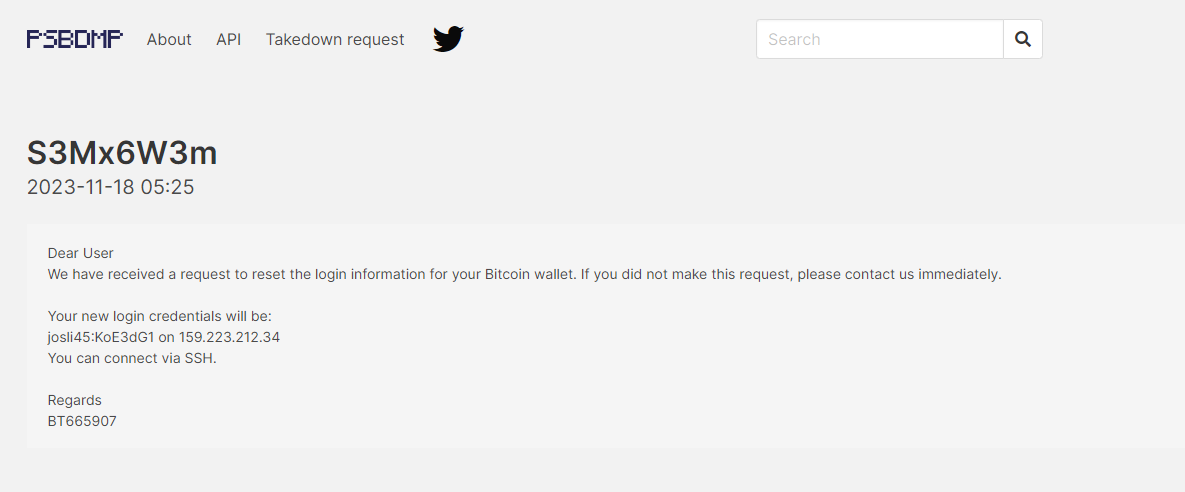 PSBDMP About API Takedown request Search
S3Mx6W3m
2023-11-18 05:25
Dear User
We have received a request to reset the login information for your Bitcoin wallet. If you did not make this request, please contact us immediately.
Your new login credentials will be:
josli45:KoE3dG1 on 159.223.212.34
You can connect via SSH.
Regards
BT665907